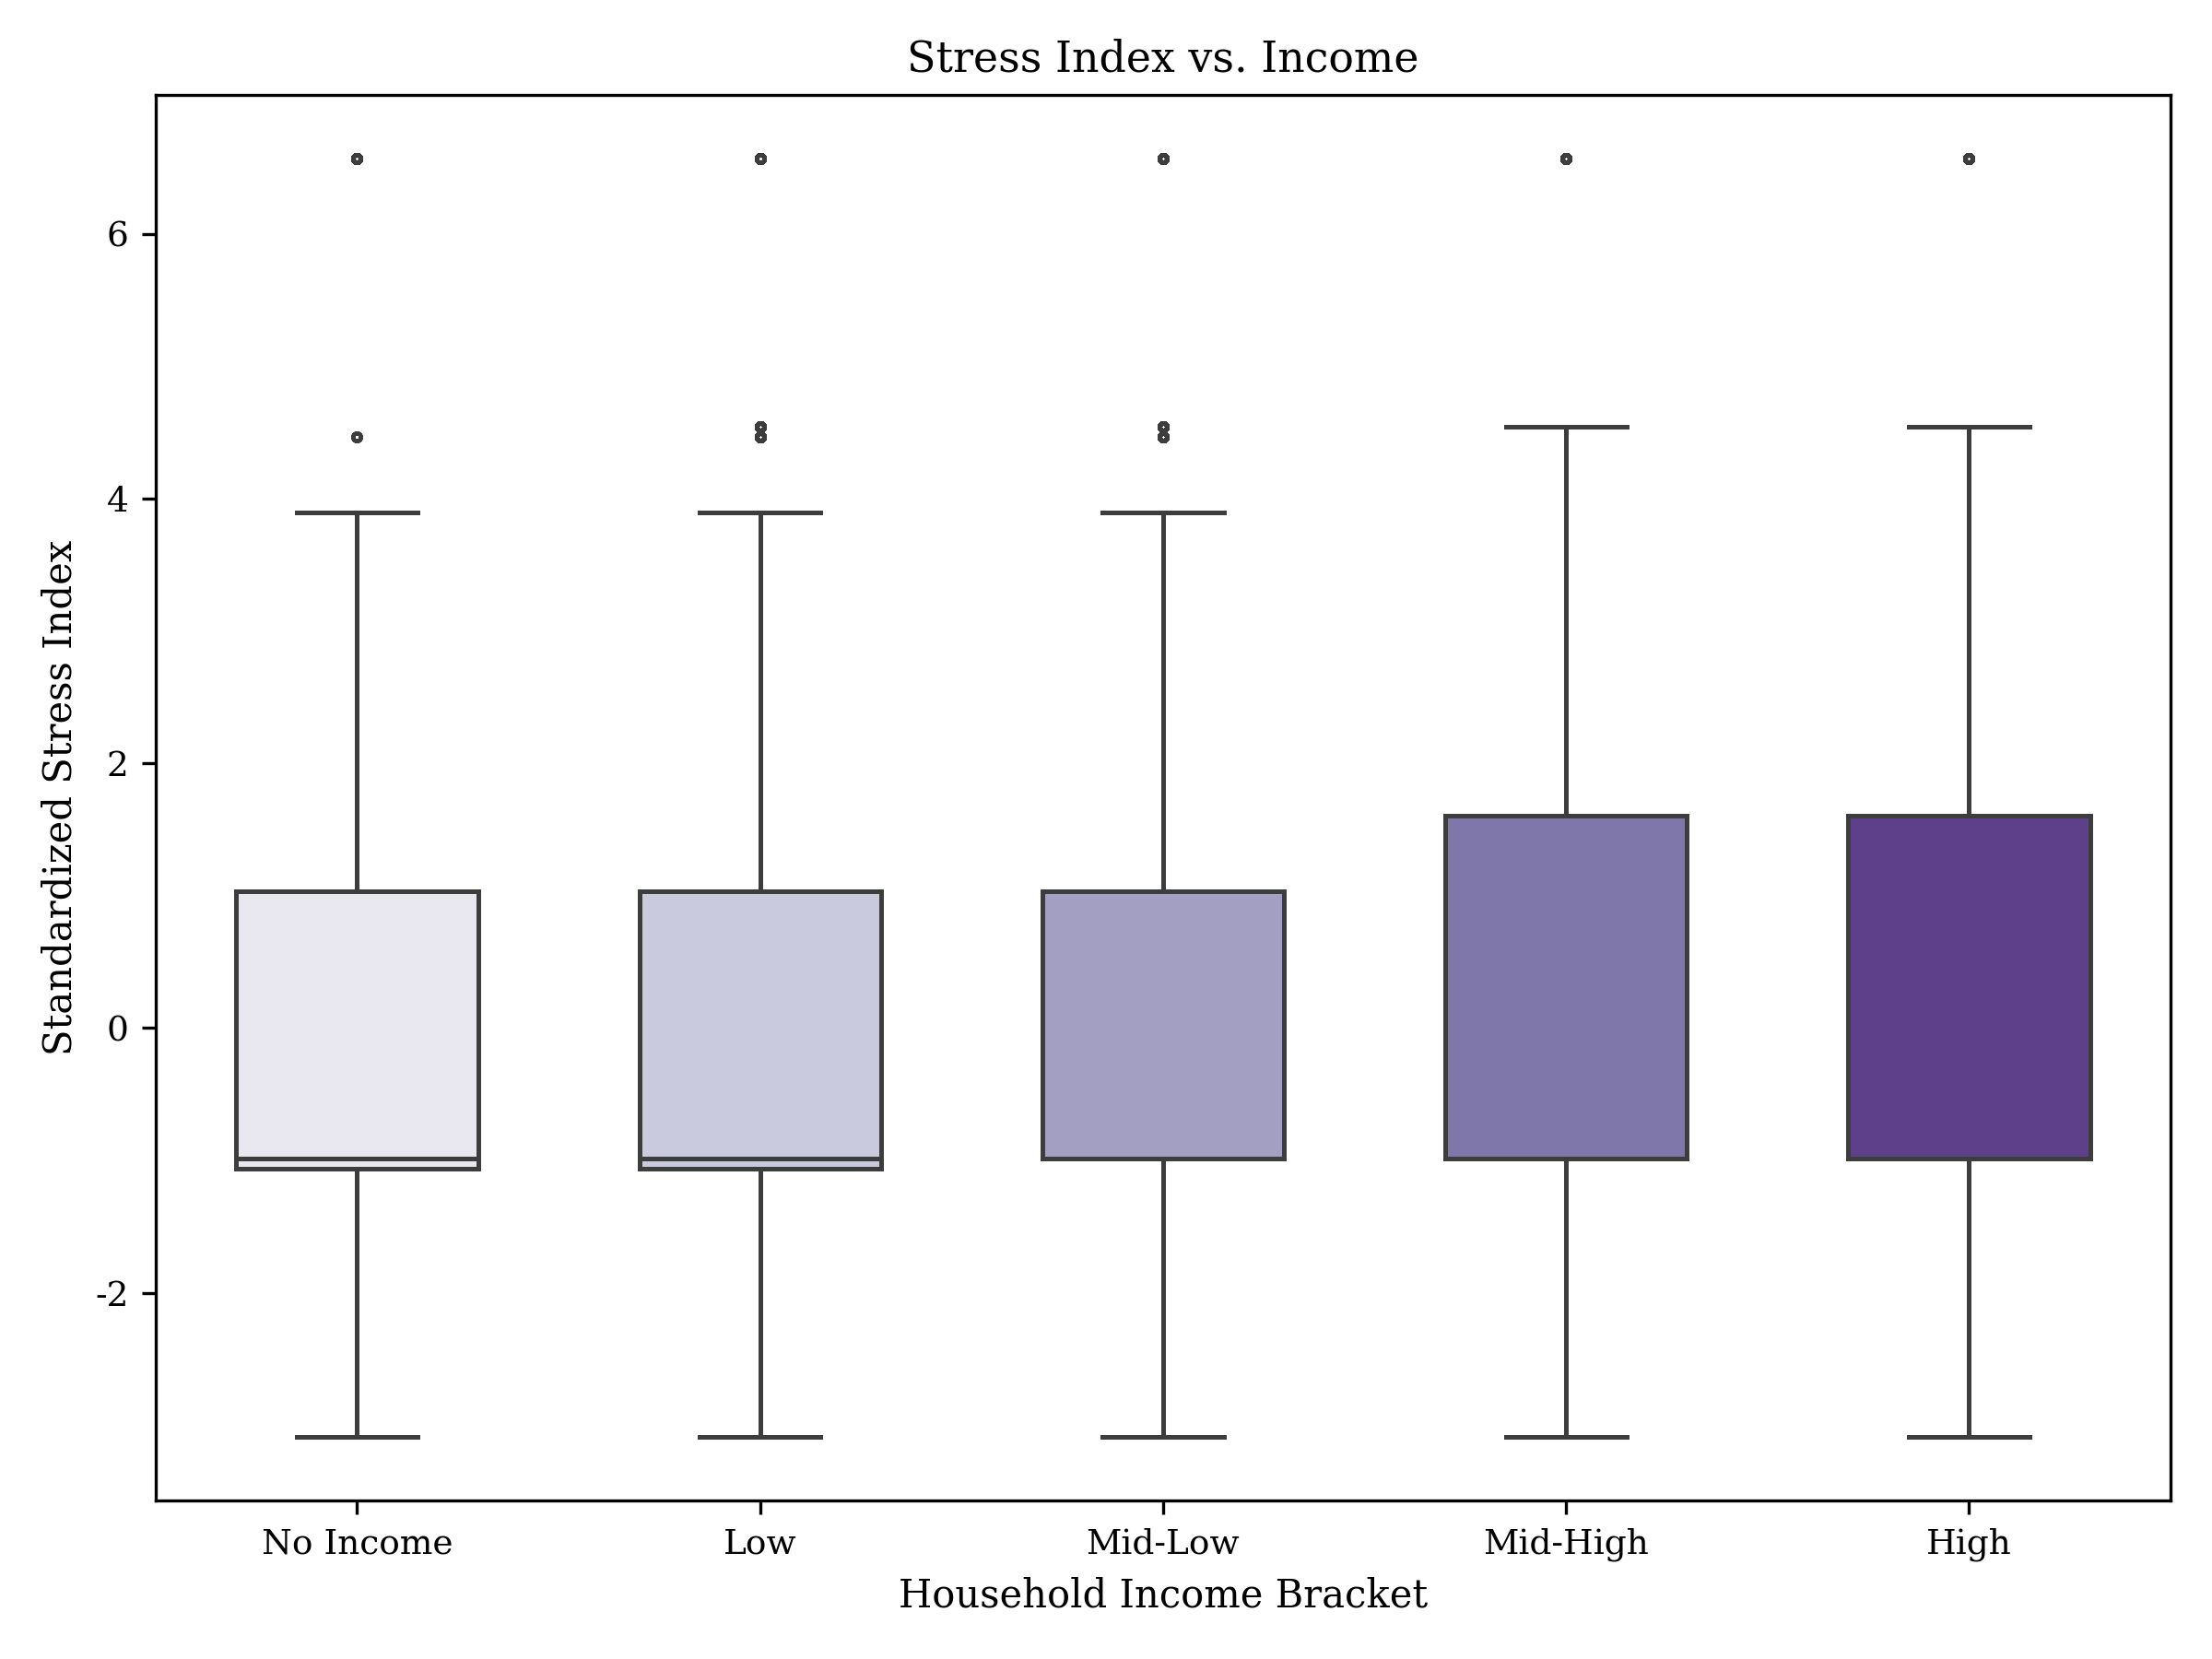 Stress Index vs. Income
Standardized Stress Index
6
4
2
0
-2
No Income
Low
Mid-Low
Mid-High
High
Household Income Bracket